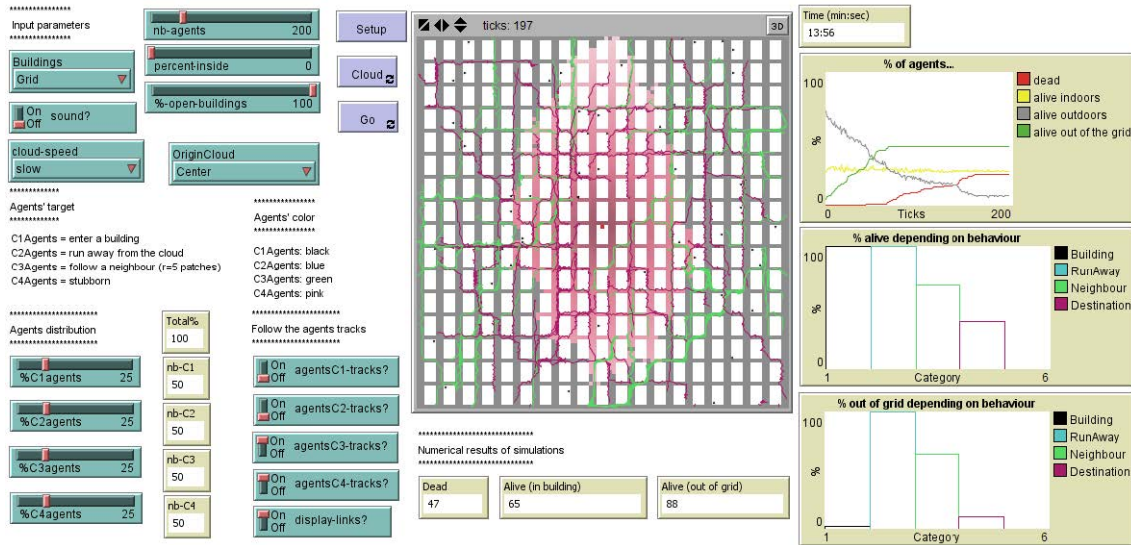 ****************
Input parameters
****************
Buildings
Grid
On
Off sound?
cloud-speed
slow
nb-agents 200
percent-inside 0
%-open-buildings 100
OriginCloud
Center
Setup
Cloud
Go
*************
Agents' target
*************
C1Agents = enter a building
C2Agents = run away from the cloud
C3Agents = follow a neighbour (r=5 patches)
C4Agents = stubborn
****************
Agents' color
****************
C1Agents: black
C2Agents: blue
C3Agents: green
C4Agents: pink
***********************
Agents distribution
***********************
%C1agents 25
%C2agents 25
%C3agents 25
%C4agents 25
Total%
100
nb-C1
50
nb-C2
50
nb-C3
50
nb-C4
50
***********************
Follow the agents tracks
***********************
On
Off agentsC1-tracks?
On
Off agentsC2-tracks?
On
Off agentsC3-tracks?
On
Off agentsC4-tracks?
On
Off display-links?
ticks: 197
3D
******************************
Numerical results of simulations
******************************
Dead
47
Alive (in building)
65
Alive (out of grid)
88
Time (min:sec)
13:56
% of agents...
100
%
0
0 Ticks 200
dead
alive indoors
alive outdoors
alive out of the grid
% alive depending on behaviour
100
%
0
1 Category 6
Building
RunAway
Neighbour
Destination
% out of grid depending on behaviour
100
%
0
1 Category 6
Building
RunAway
Neighbour
Destination